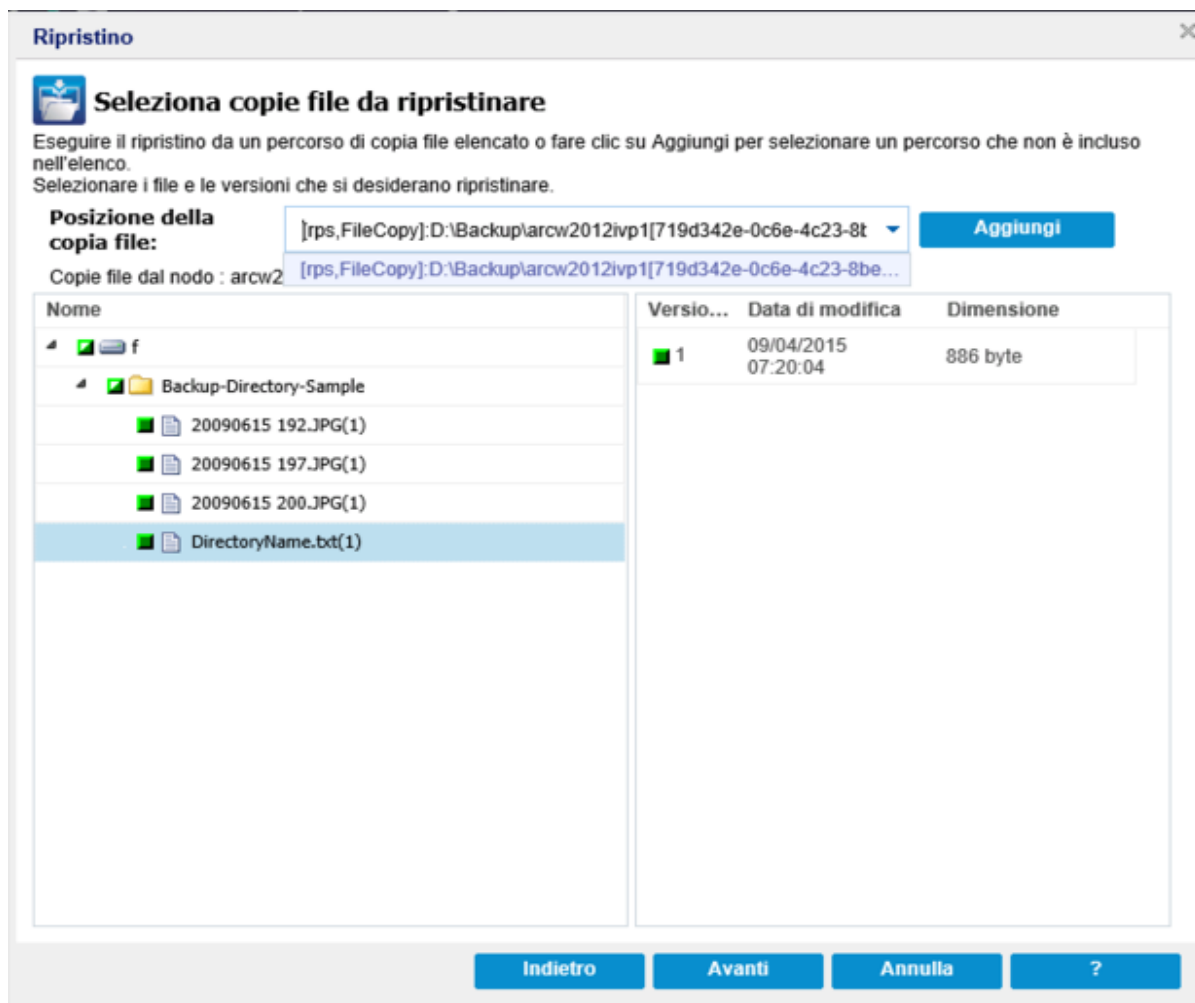 Ripristino
Seleziona copie file da ripristinare
Eseguire il ripristino da un percorso di copia file elencato o fare clic su Aggiungi per selezionare un percorso che non è incluso
nell'elenco.
Selezionare i file e le versioni che si desiderano ripristinare.
Posizione della
copia file:
[rps,FileCopy]:D:\Backup\arcw2012ivp1[719d342e-0c6e-4c23-8b
Aggiungi
[rps,FileCopy]:D:\Backup\arcw2012ivp1[719d342e-0c6e-4c23-8be...
Copie file dal nodo : arcw2
Nome
Versio... Data di modifica Dimensione
f
Backup-Directory-Sample
20090615 192.JPG(1)
20090615 197.JPG(1)
20090615 200.JPG(1)
DirectoryName.txt(1)
1 09/04/2015 886 byte
07:20:04
Indietro Avanti Annulla ?